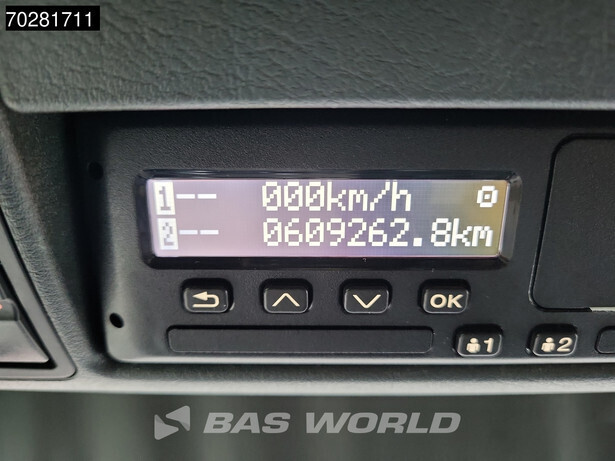 70281711
1 -- 000km/h
2 -- 0609262.8km
OK
1 2
BAS WORLD